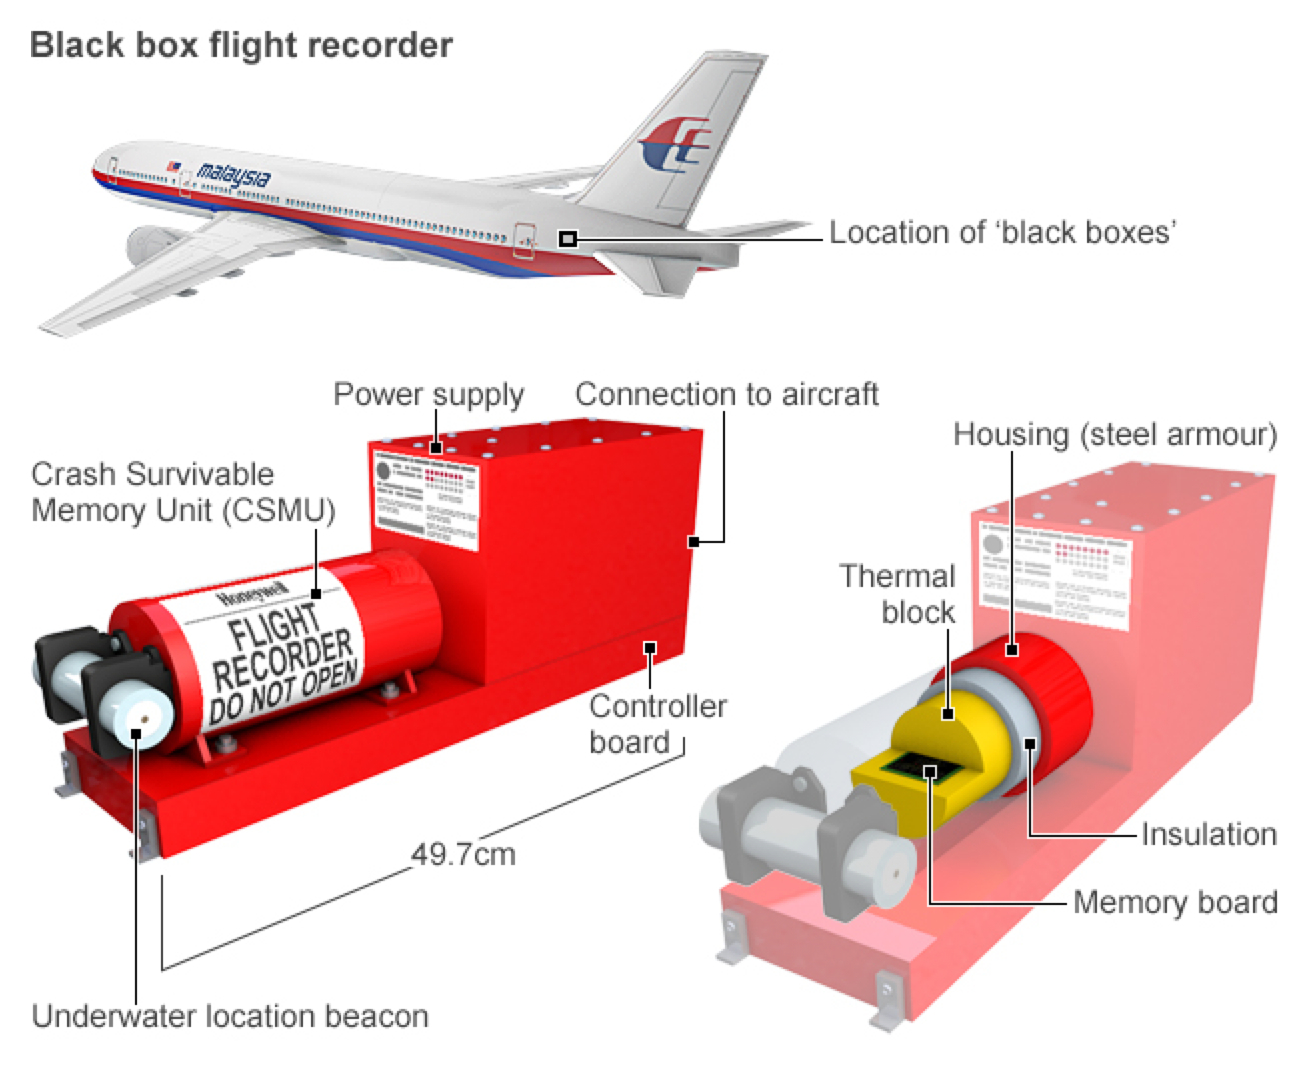 Black box flight recorder
malaysia
Location of ‘black boxes’
Power supply
Connection to aircraft
Housing (steel armour)
Crash Survivable
Memory Unit (CSMU)
Thermal
block
Honeywell
FLIGHT
RECORDER
DO NOT OPEN
Controller
board
49.7cm
Insulation
Memory board
Underwater location beacon